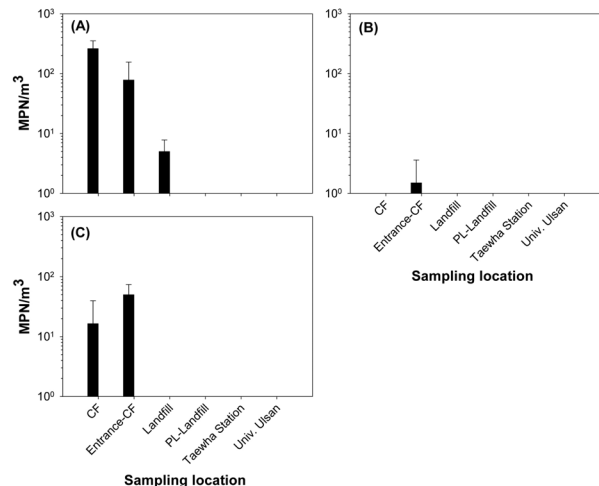 (A)
MPN/m³
10³
10²
10¹
10⁰
(B)
10³
10²
10¹
10⁰
CF
Entrance-CF
Landfill
PL-Landfill
Taewha Station
Univ. Ulsan
Sampling location
(C)
MPN/m³
10³
10²
10¹
10⁰
CF
Entrance-CF
Landfill
PL-Landfill
Taewha Station
Univ. Ulsan
Sampling location